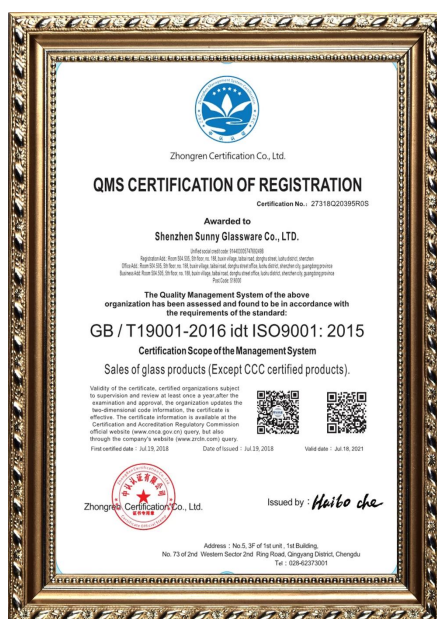 Zhongren Certification Co., Ltd.
QMS CERTIFICATION OF REGISTRATION
Certification No.: 27318Q20395R0S
Awarded to
Shenzhen Sunny Glassware Co., LTD.
The Quality Management System of the above
organization has been assessed and found to be in accordance with
the requirements of the standard:
GB / T19001-2016 idt ISO9001: 2015
Certification Scope of the Management System
Sales of glass products (Except CCC certified products).
Validity of the certificate, certified organizations subject
to supervision and review at least once a year,after the
examination and approval, the organization updates the
two-dimensional code information, the certificate is
effective. The certificate information is available at the
Certification and Accreditation Regulatory Commission
official website (www.cnca.gov.cn) query, but also
through the company's website (www.zrcln.com) query.
First certified date : Jul.19, 2018 Date of Issued : Jul.19, 2018 Valid date : Jul.18, 2021
Zhongren Certification Co., Ltd.
Issued by : Haibo che
Address : No.5, 3F of 1st unit , 1st Building,
No. 73 of 2nd Western Sector 2nd Ring Road, Qingyang District, Chengdu
Tel : 028-62373001